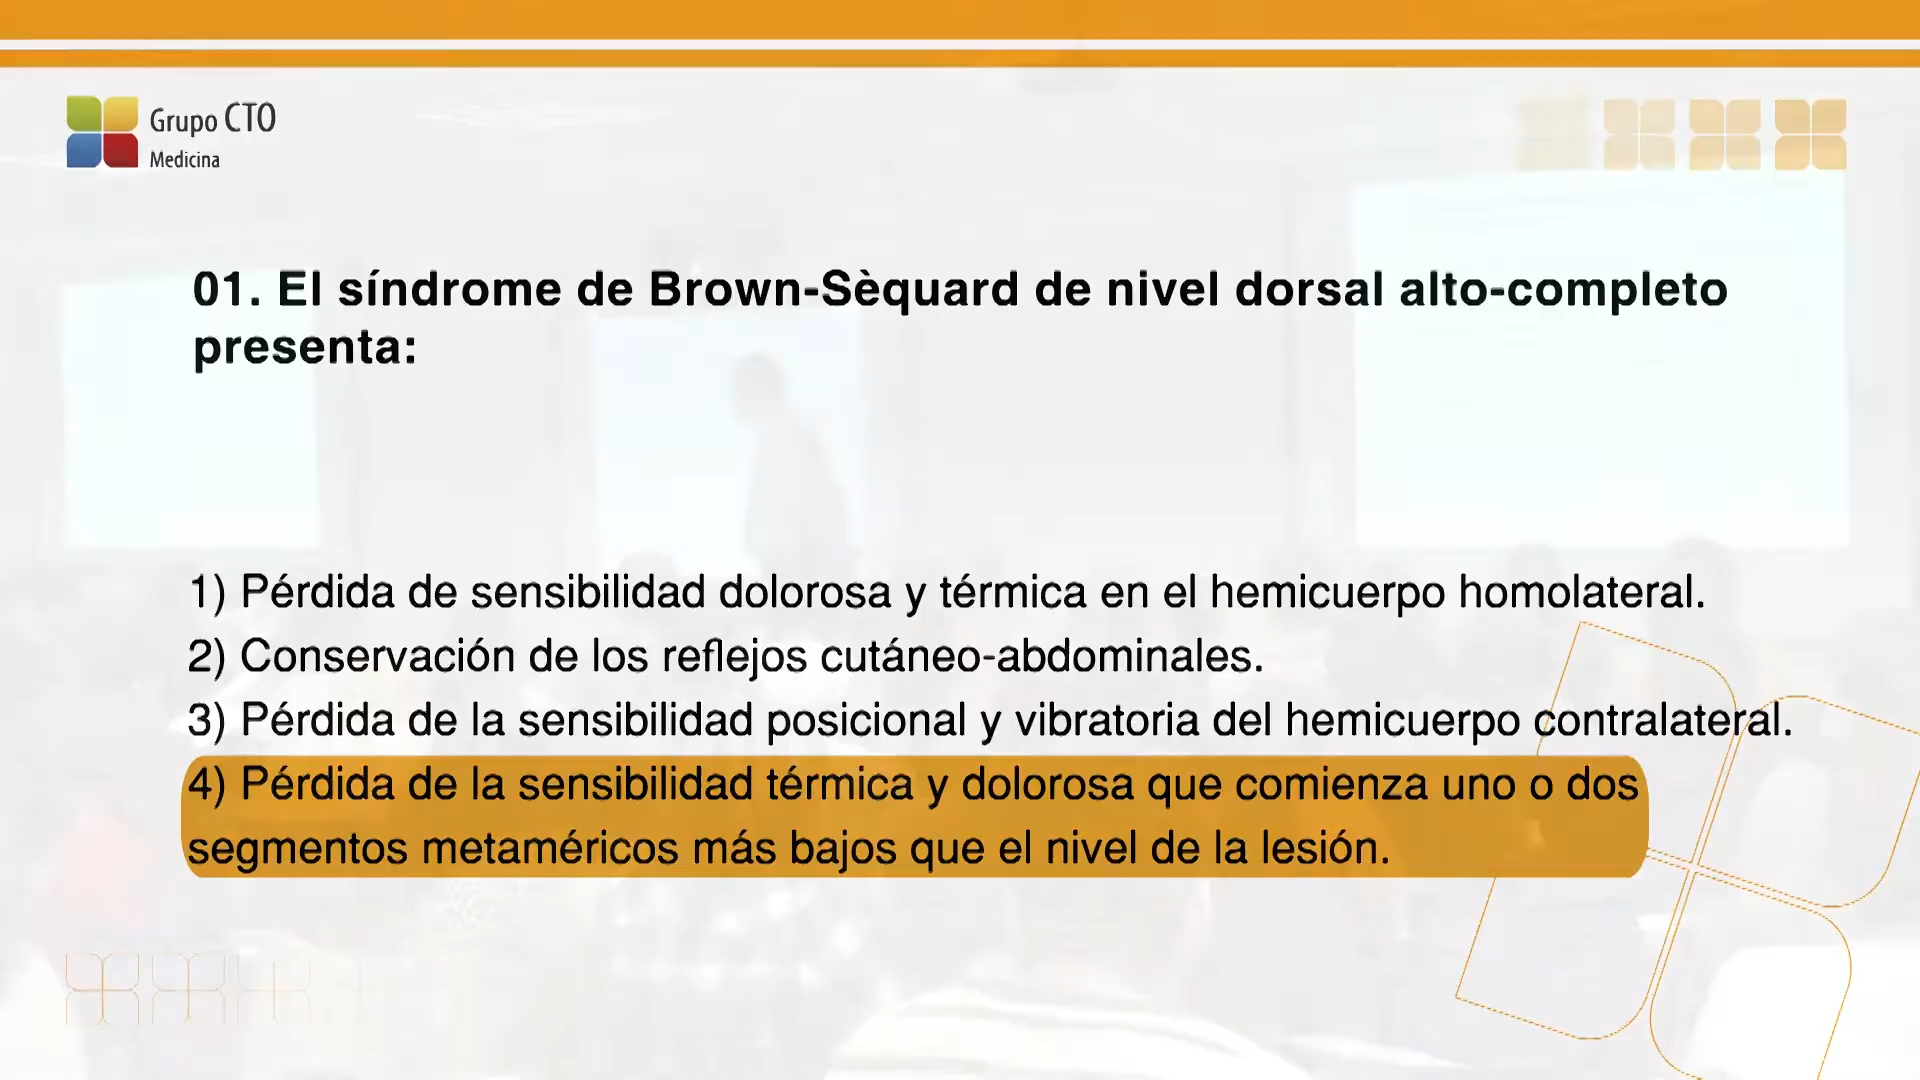 Grupo CTO
Medicina
01. El síndrome de Brown-Sèquard de nivel dorsal alto-completo
presenta:
1) Pérdida de sensibilidad dolorosa y térmica en el hemicuerpo homolateral.
2) Conservación de los reflejos cutáneo-abdominales.
3) Pérdida de la sensibilidad posicional y vibratoria del hemicuerpo contralateral.
4) Pérdida de la sensibilidad térmica y dolorosa que comienza uno o dos
segmentos metaméricos más bajos que el nivel de la lesión.